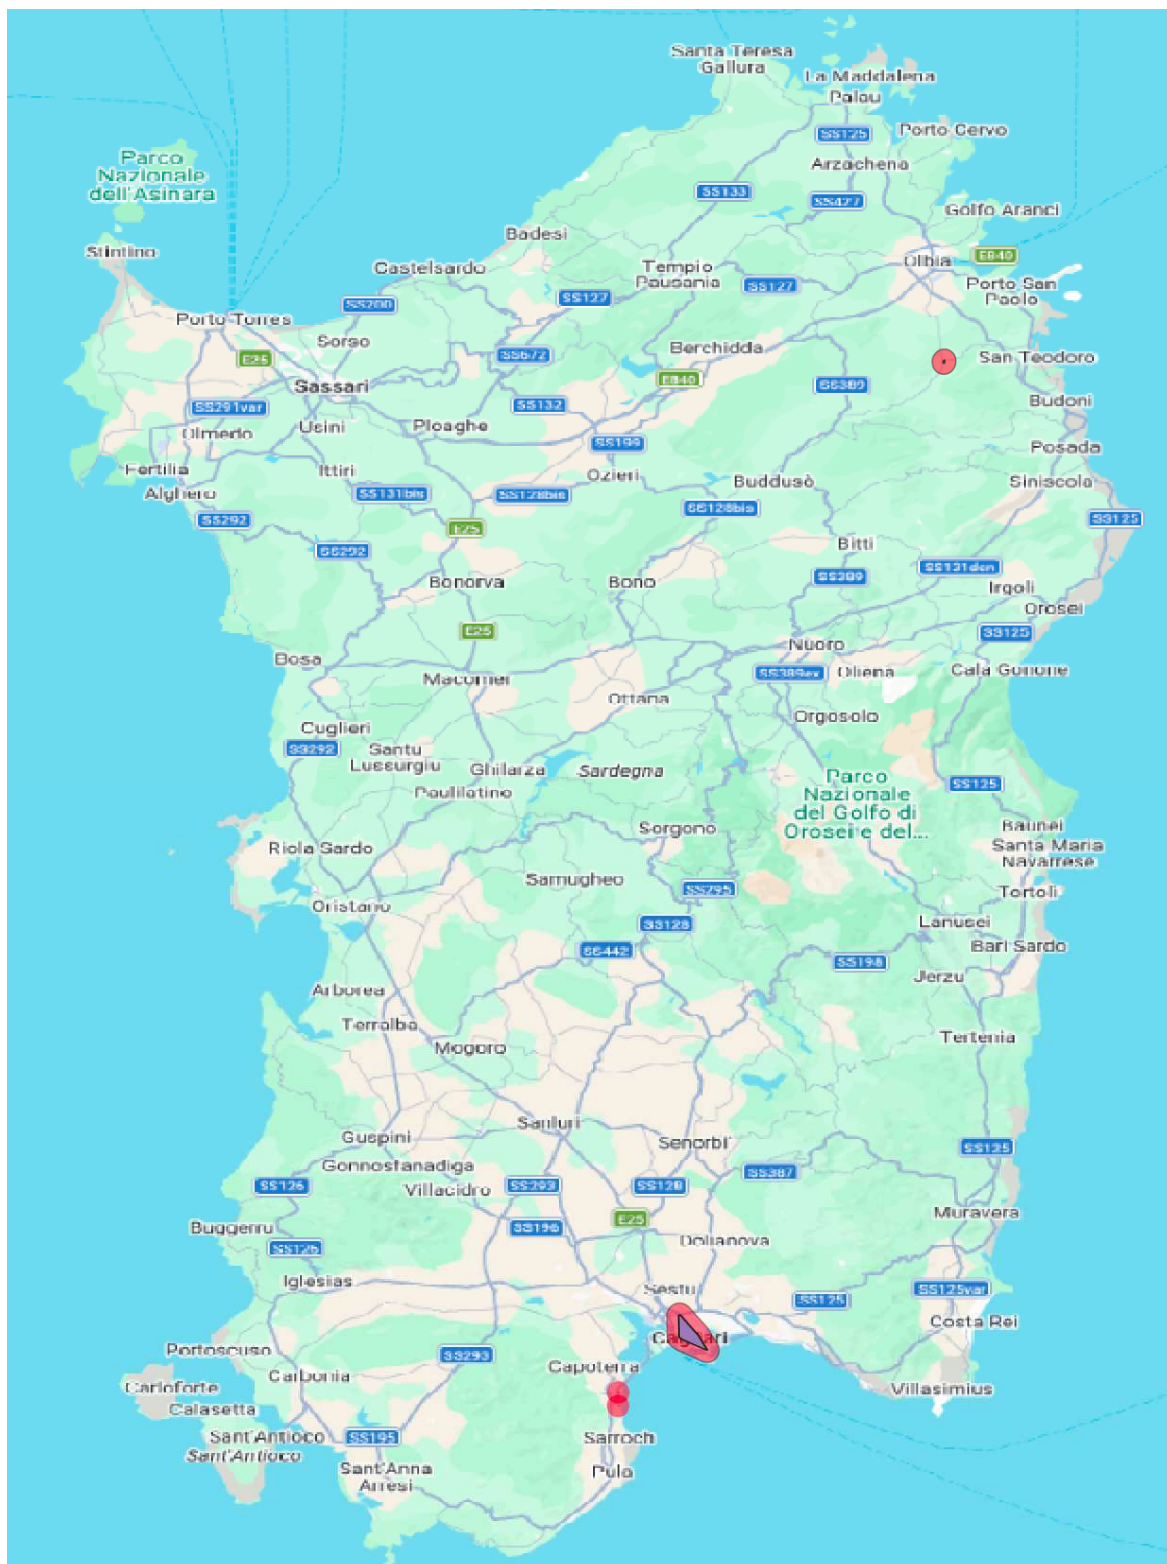 Santa Teresa
Gallura
La Maddalena
Palau
SS125
Porto Cervo
Parco
Nazionale
dell'Asinara
Arzachena
SS133
SS427
Golfo Aranci
Stintino
Badesi
Olbia
E840
Castelsardo
Tempio
Pausania
SS127
SS127
Porto San
Paolo
SS200
Porto Torres
Sorso
E25
SS672
Berchidda
San Teodoro
Sassari
E840
SS389
SS291var
SS132
Budoni
Olmedo
Usini
Ploaghe
SS199
Posada
Fertilia
Ittiri
Ozieri
Buddusò
Siniscola
Alghero
SS131bis
SS128bis
SS128bis
SS292
SS125
E25
SS292
Bitti
Bonorva
Bono
SS389
SS131dcn
Irgoli
Orosei
E25
SS125
Nuoro
Bosa
Macomer
SS389var
Oliena
Cala Gonone
Ottana
Orgosolo
Cuglieri
SS292
Santu
Lussurgiu
Ghilarza
Sardegna
Parco
Nazionale
del Golfo di
Orosei e del...
SS125
Paulilatino
Sorgono
Baunei
Riola Sardo
Santa Maria
Navarrese
Samugheo
SS295
Tortolì
Oristano
SS128
Lanusei
SS442
Bari Sardo
SS198
Jerzu
Arborea
Terralba
Tertenia
Mogoro
Sanluri
Guspini
Senorbì
SS125
Gonnosfanadiga
SS387
SS126
Villacidro
SS293
SS128
Buggerru
SS196
E25
Muravera
SS126
Dolianova
Iglesias
Sestu
SS125
SS125var
Costa Rei
Portoscuso
SS293
Cagliari
Capoterra
Carbonia
Carloforte
Villasimius
Calasetta
Sant'Antioco
Sant'Antioco
SS195
Sarroch
Sant'Anna
Arresi
Pula